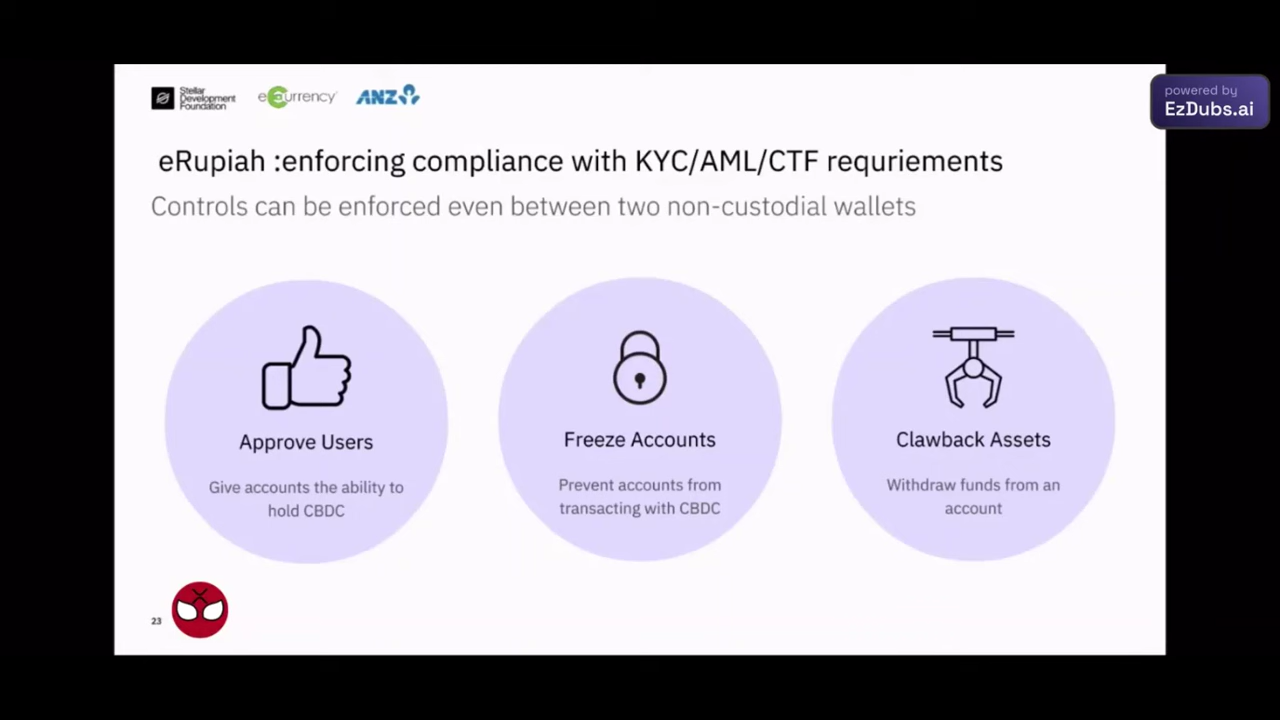 Stellar
Development
Foundation
eCurrency
ANZ
powered by
EzDubs.ai
eRupiah :enforcing compliance with KYC/AML/CTF requriements
Controls can be enforced even between two non-custodial wallets
Approve Users
Give accounts the ability to
hold CBDC
Freeze Accounts
Prevent accounts from
transacting with CBDC
Clawback Assets
Withdraw funds from an
account
23